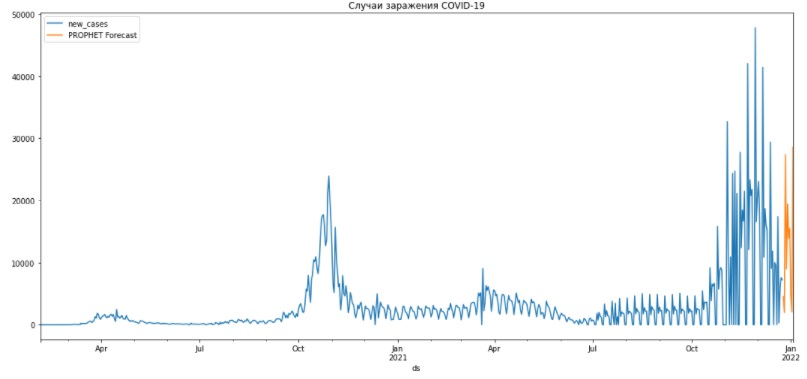 Случаи заражения COVID-19
new_cases
PROPHET Forecast
50000
40000
30000
20000
10000
0
Apr
Jul
Oct
Jan
2021
Apr
Jul
Oct
Jan
2022
ds